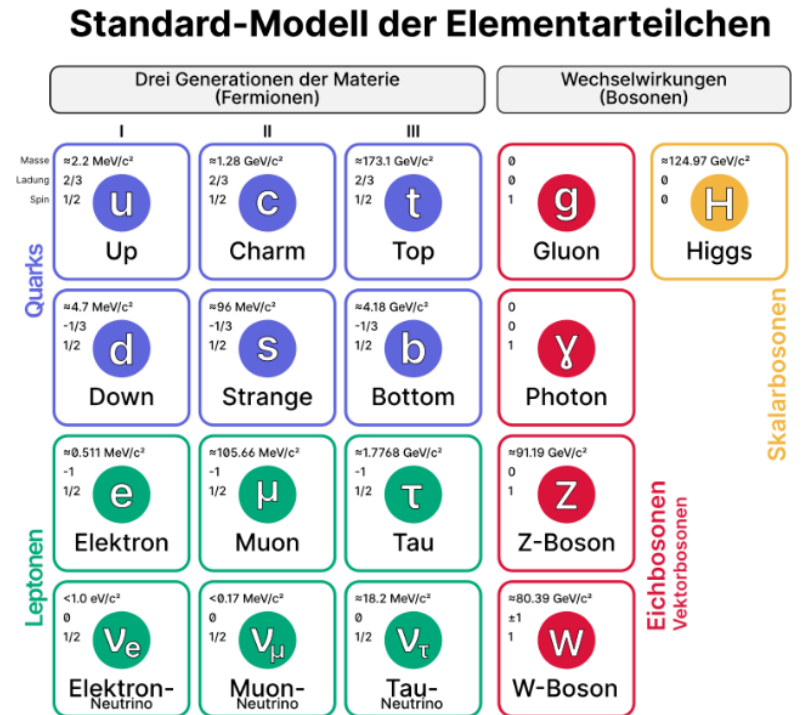 Standard-Modell der Elementarteilchen
Drei Generationen der Materie
(Fermionen)
Wechselwirkungen
(Bosonen)
I
II
III
Masse
Ladung
Spin
Quarks
≈2.2 MeV/c²
2/3
1/2
u
Up
≈1.28 GeV/c²
2/3
1/2
c
Charm
≈173.1 GeV/c²
2/3
1/2
t
Top
0
0
1
g
Gluon
≈124.97 GeV/c²
0
0
H
Higgs
≈4.7 MeV/c²
-1/3
1/2
d
Down
≈96 MeV/c²
-1/3
1/2
s
Strange
≈4.18 GeV/c²
-1/3
1/2
b
Bottom
0
0
1
γ
Photon
Skalarbosonen
Leptonen
≈0.511 MeV/c²
-1
1/2
e
Elektron
≈105.66 MeV/c²
-1
1/2
μ
Muon
≈1.7768 GeV/c²
-1
1/2
τ
Tau
≈91.19 GeV/c²
0
1
Z
Z-Boson
<1.0 eV/c²
0
1/2
νe
Elektron-
Neutrino
<0.17 MeV/c²
0
1/2
νμ
Muon-
Neutrino
≈18.2 MeV/c²
0
1/2
ντ
Tau-
Neutrino
≈80.39 GeV/c²
±1
1
W
W-Boson
Eichbosonen
Vektorbosonen